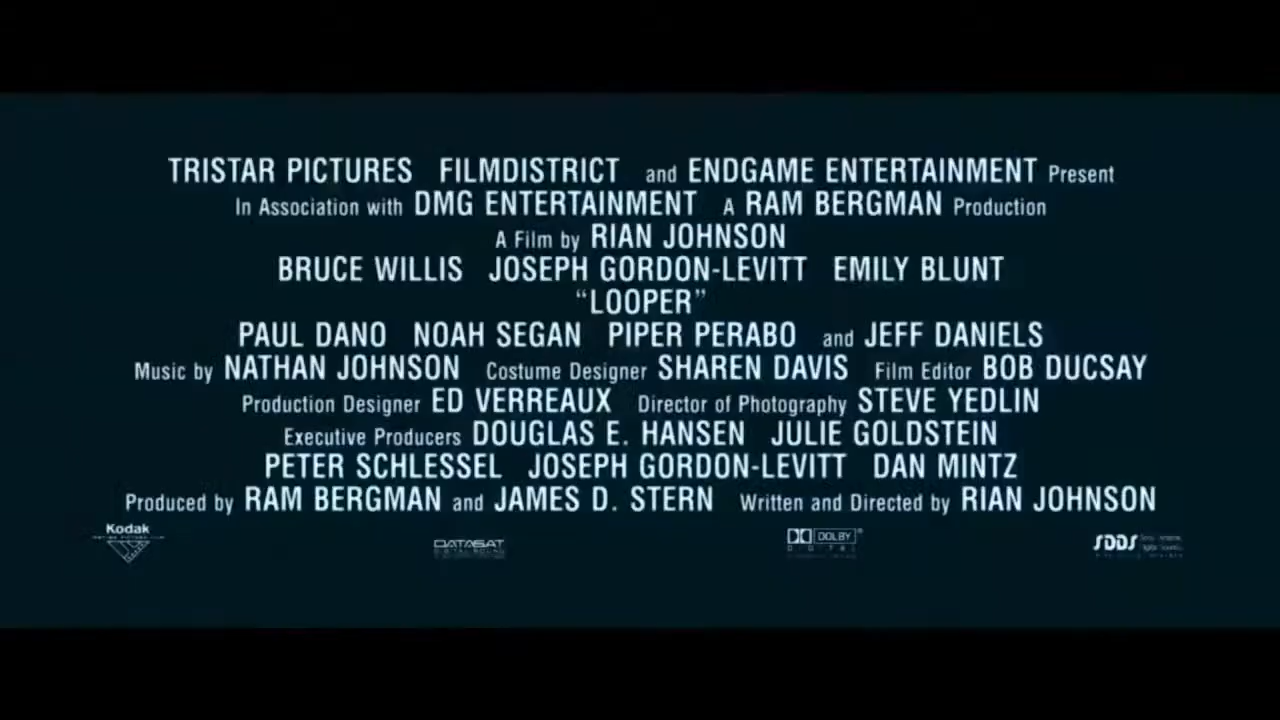 TRISTAR PICTURES FILMDISTRICT and ENDGAME ENTERTAINMENT Present
In Association with DMG ENTERTAINMENT A RAM BERGMAN Production
A Film by RIAN JOHNSON
BRUCE WILLIS JOSEPH GORDON-LEVITT EMILY BLUNT
“LOOPER”
PAUL DANO NOAH SEGAN PIPER PERABO and JEFF DANIELS
Music by NATHAN JOHNSON Costume Designer SHAREN DAVIS Film Editor BOB DUCSAY
Production Designer ED VERREAUX Director of Photography STEVE YEDLIN
Executive Producers DOUGLAS E. HANSEN JULIE GOLDSTEIN
PETER SCHLESSEL JOSEPH GORDON-LEVITT DAN MINTZ
Produced by RAM BERGMAN and JAMES D. STERN Written and Directed by RIAN JOHNSON
Kodak
DATASAT
DIGITAL SOUND
DOLBY
DIGITAL
SDDS